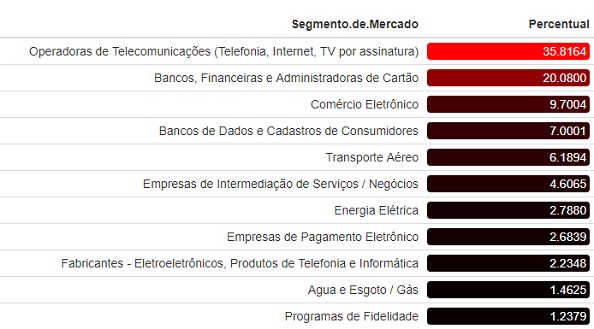 Segmento.de.Mercado Percentual
Operadoras de Telecomunicações (Telefonia, Internet, TV por assinatura) 35.8164
Bancos, Financeiras e Administradoras de Cartão 20.0800
Comércio Eletrônico 9.7004
Bancos de Dados e Cadastros de Consumidores 7.0001
Transporte Aéreo 6.1894
Empresas de Intermediação de Serviços / Negócios 4.6065
Energia Elétrica 2.7880
Empresas de Pagamento Eletrônico 2.6839
Fabricantes - Eletroeletrônicos, Produtos de Telefonia e Informática 2.2348
Agua e Esgoto / Gás 1.4625
Programas de Fidelidade 1.2379